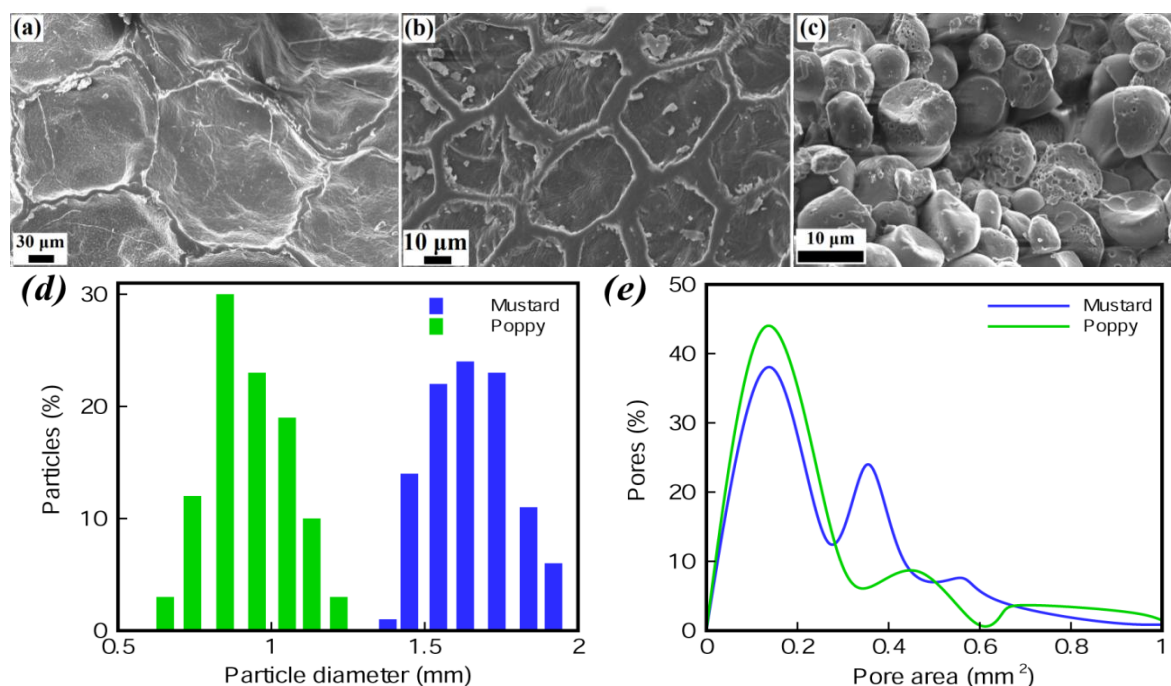 (a) (b) (c)
30 μm 10 μm 10 μm
(d) (e)
Mustard
Poppy
30
20
10
0
0.5 1 1.5 2
Particles (%)
Particle diameter (mm)
Mustard
Poppy
50
40
30
20
10
0
0 0.2 0.4 0.6 0.8 1
Pores (%)
Pore area (mm²)